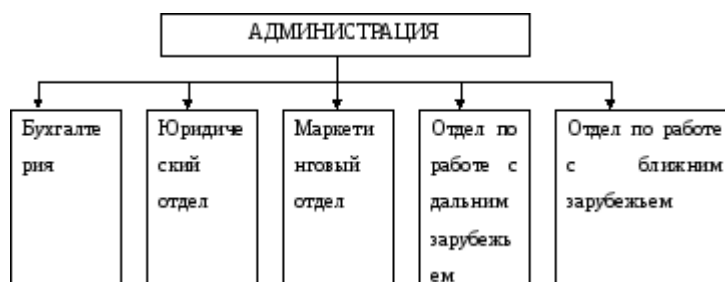 АДМИНИСТРАЦИЯ
Бухгалте
рия
Юридиче
ский
отдел
Маркети
нговый
отдел
Отдел по
работе с
дальним
зарубежь
ем
Отдел по работе
с ближним
зарубежьем